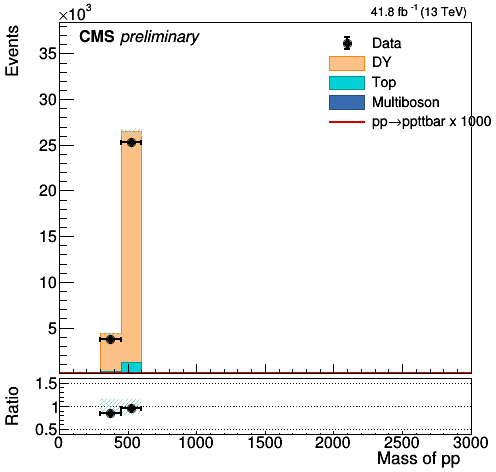 ×10³
41.8 fb⁻¹ (13 TeV)
CMS preliminary
Events
Data
DY
Top
Multiboson
pp→ppttbar x 1000
35
30
25
20
15
10
5
Ratio
1.5
1
0.5
0 500 1000 1500 2000 2500 3000
Mass of pp